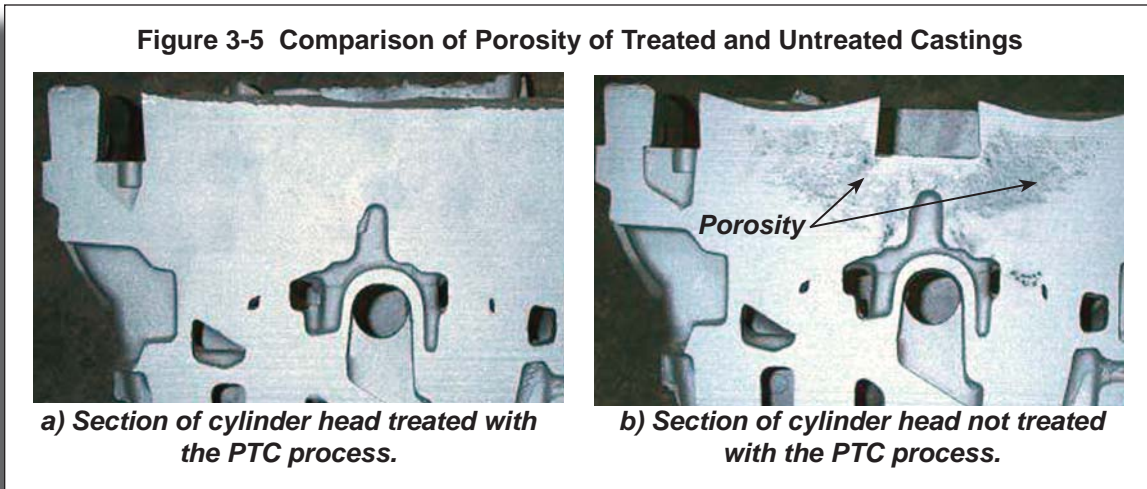 Figure 3-5 Comparison of Porosity of Treated and Untreated Castings
Porosity
a) Section of cylinder head treated with
the PTC process.
b) Section of cylinder head not treated
with the PTC process.